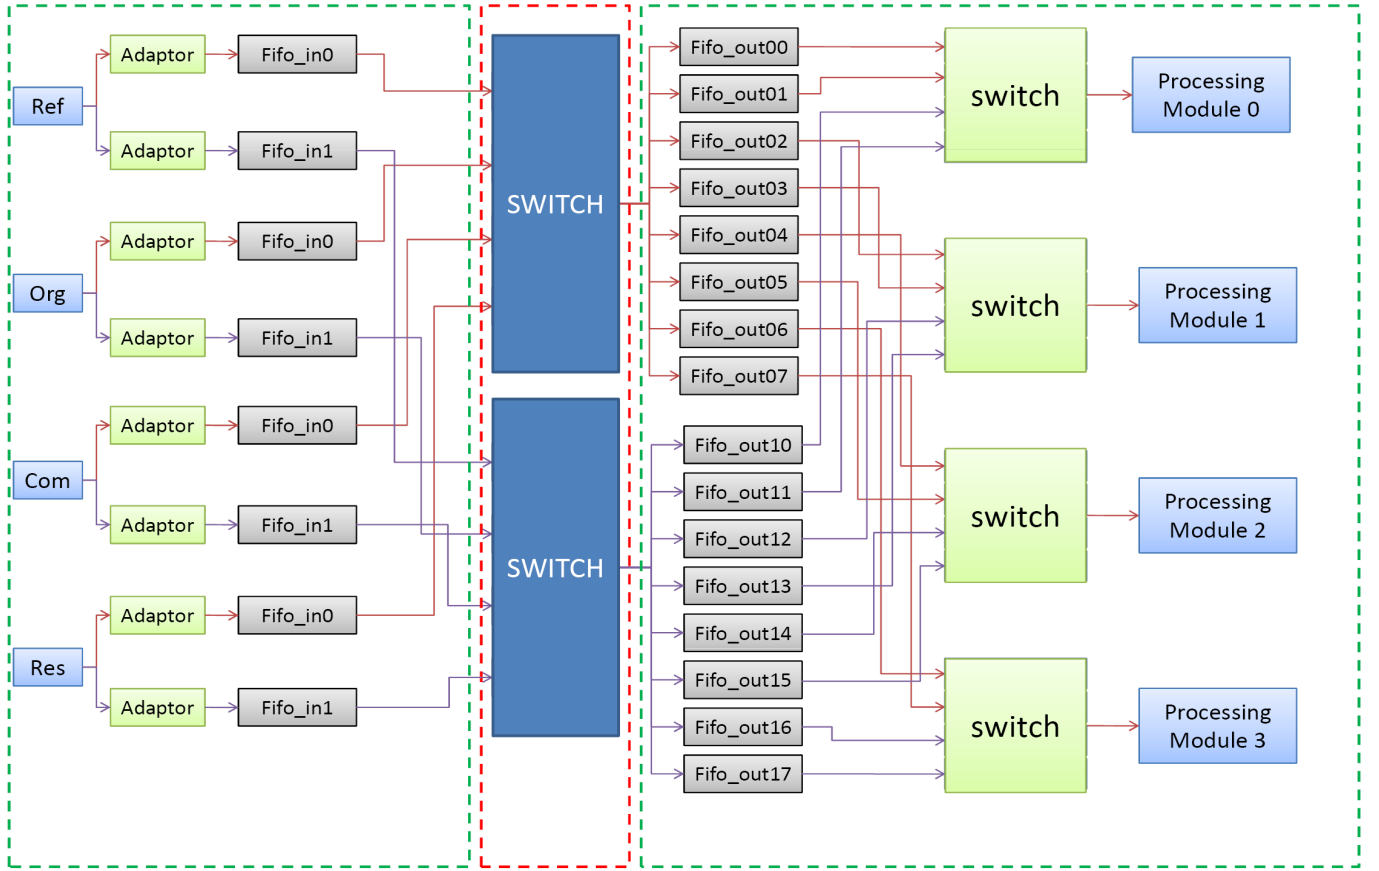 Ref
Adaptor
Fifo_in0
Adaptor
Fifo_in1
Org
Adaptor
Fifo_in0
Adaptor
Fifo_in1
Com
Adaptor
Fifo_in0
Adaptor
Fifo_in1
Res
Adaptor
Fifo_in0
Adaptor
Fifo_in1
SWITCH
SWITCH
Fifo_out00
Fifo_out01
Fifo_out02
Fifo_out03
Fifo_out04
Fifo_out05
Fifo_out06
Fifo_out07
Fifo_out10
Fifo_out11
Fifo_out12
Fifo_out13
Fifo_out14
Fifo_out15
Fifo_out16
Fifo_out17
switch
Processing
Module 0
switch
Processing
Module 1
switch
Processing
Module 2
switch
Processing
Module 3